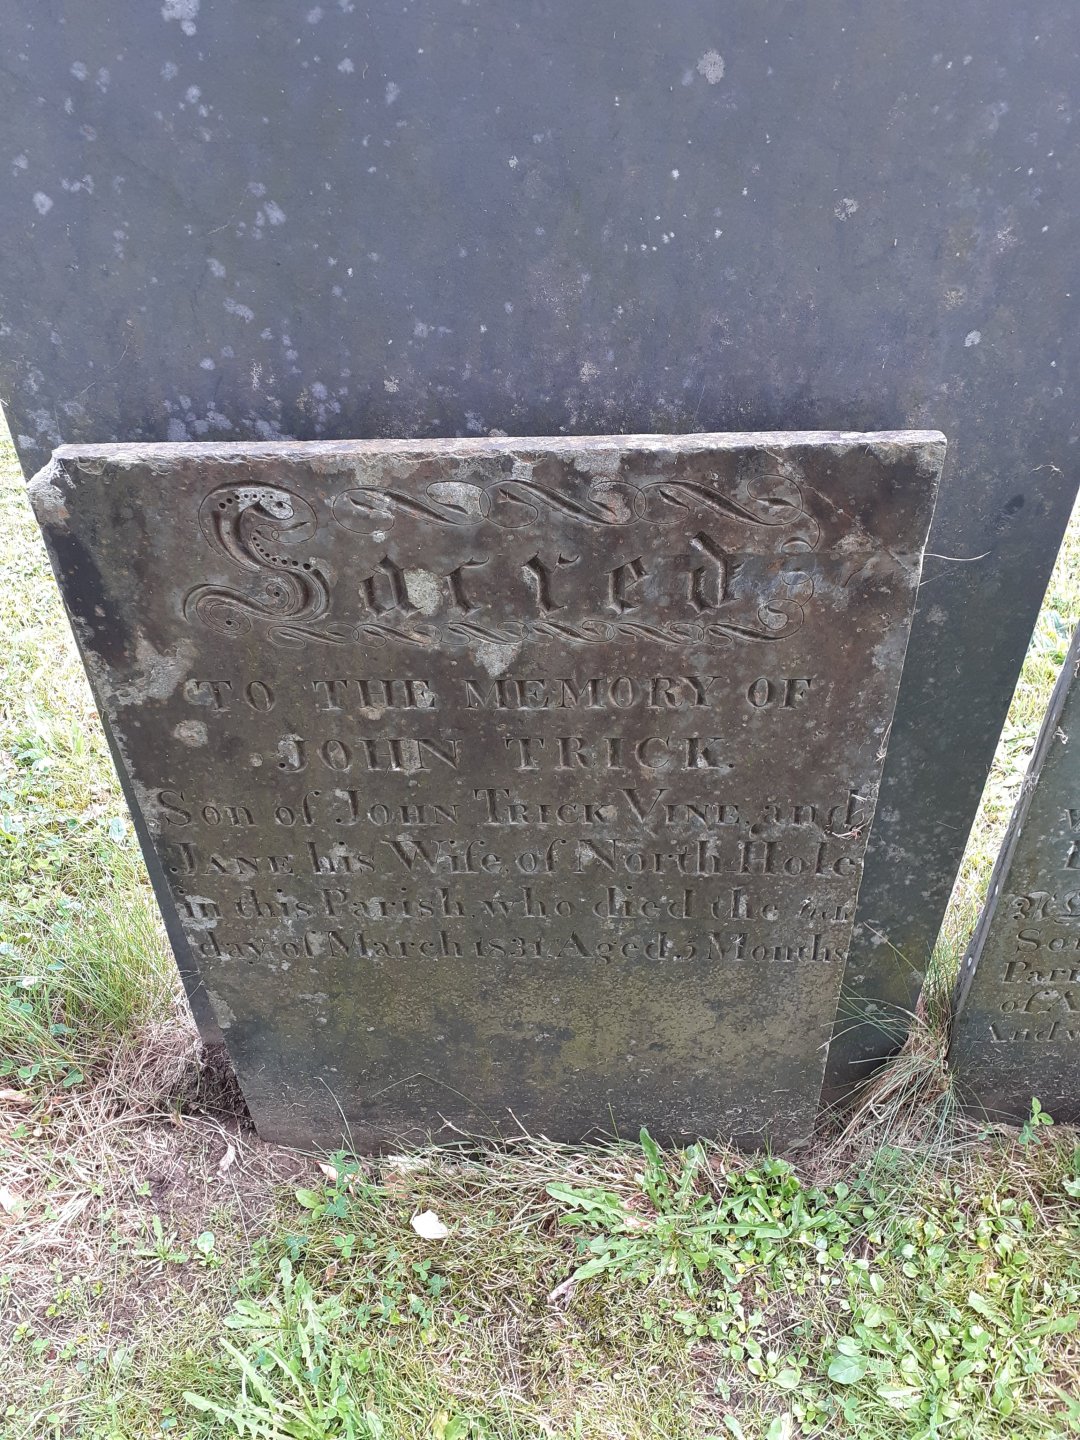 Sacred
TO THE MEMORY OF
JOHN TRICK
SON of JOHN TRICK VINE, and
JANE his WIFE of NORTH HOLE
in this PARISH, who died the
day of MARCH 1831 AGED 5 MONTHS